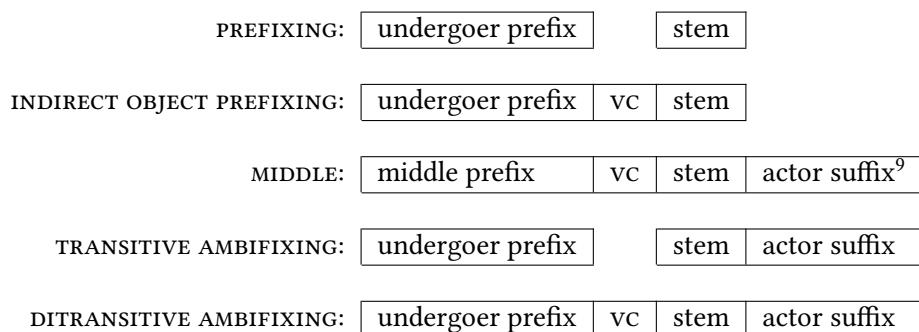 PREFIXING: undergoer prefix stem
INDIRECT OBJECT PREFIXING: undergoer prefix VC stem
MIDDLE: middle prefix VC stem actor suffix⁹
TRANSITIVE AMBIFIXING: undergoer prefix stem actor suffix
DITRANSITIVE AMBIFIXING: undergoer prefix VC stem actor suffix